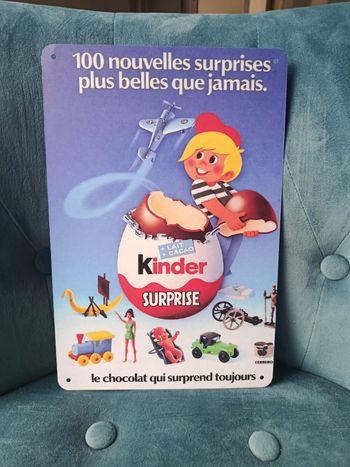 100 nouvelles surprises
plus belles que jamais.
+ LAIT
+ CACAO
Kinder
SURPRISE
FERRERO
le chocolat qui surprend toujours